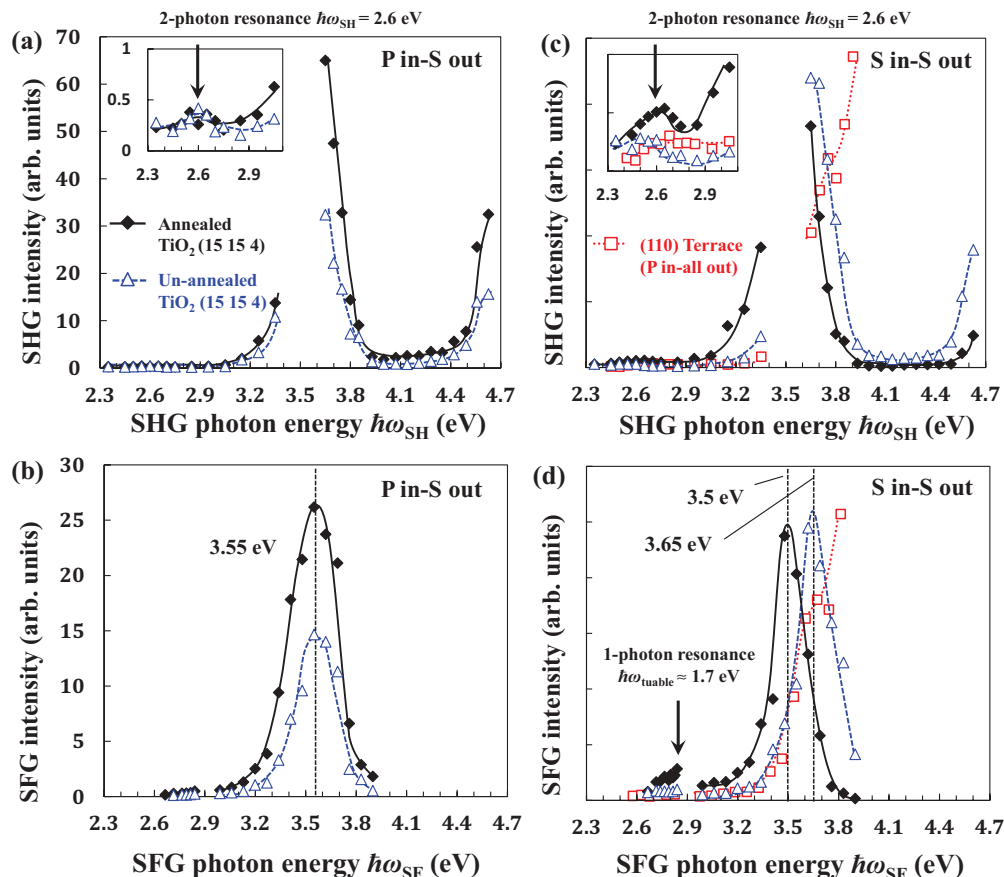 2-photon resonance ħωSH = 2.6 eV
(a)
P in-S out
SHG intensity (arb. units)
70
60
50
40
30
20
10
0
1
0.5
0
2.3
2.6
2.9
Annealed
TiO2 (15 15 4)
Un-annealed
TiO2 (15 15 4)
2.3 2.6 2.9 3.2 3.5 3.8 4.1 4.4 4.7
SHG photon energy ħωSH (eV)
2-photon resonance ħωSH = 2.6 eV
(c)
S in-S out
SHG intensity (arb. units)
2.3
2.6
2.9
(110) Terrace
(P in-all out)
2.3 2.6 2.9 3.2 3.5 3.8 4.1 4.4 4.7
SHG photon energy ħωSH (eV)
(b)
P in-S out
SFG intensity (arb. units)
30
25
20
15
10
5
0
3.55 eV
2.3 2.6 2.9 3.2 3.5 3.8 4.1 4.4 4.7
SFG photon energy ħωSF (eV)
(d)
S in-S out
SFG intensity (arb. units)
3.5 eV
3.65 eV
1-photon resonance
ħωtuable ≈ 1.7 eV
2.3 2.6 2.9 3.2 3.5 3.8 4.1 4.4 4.7
SFG photon energy ħωSF (eV)